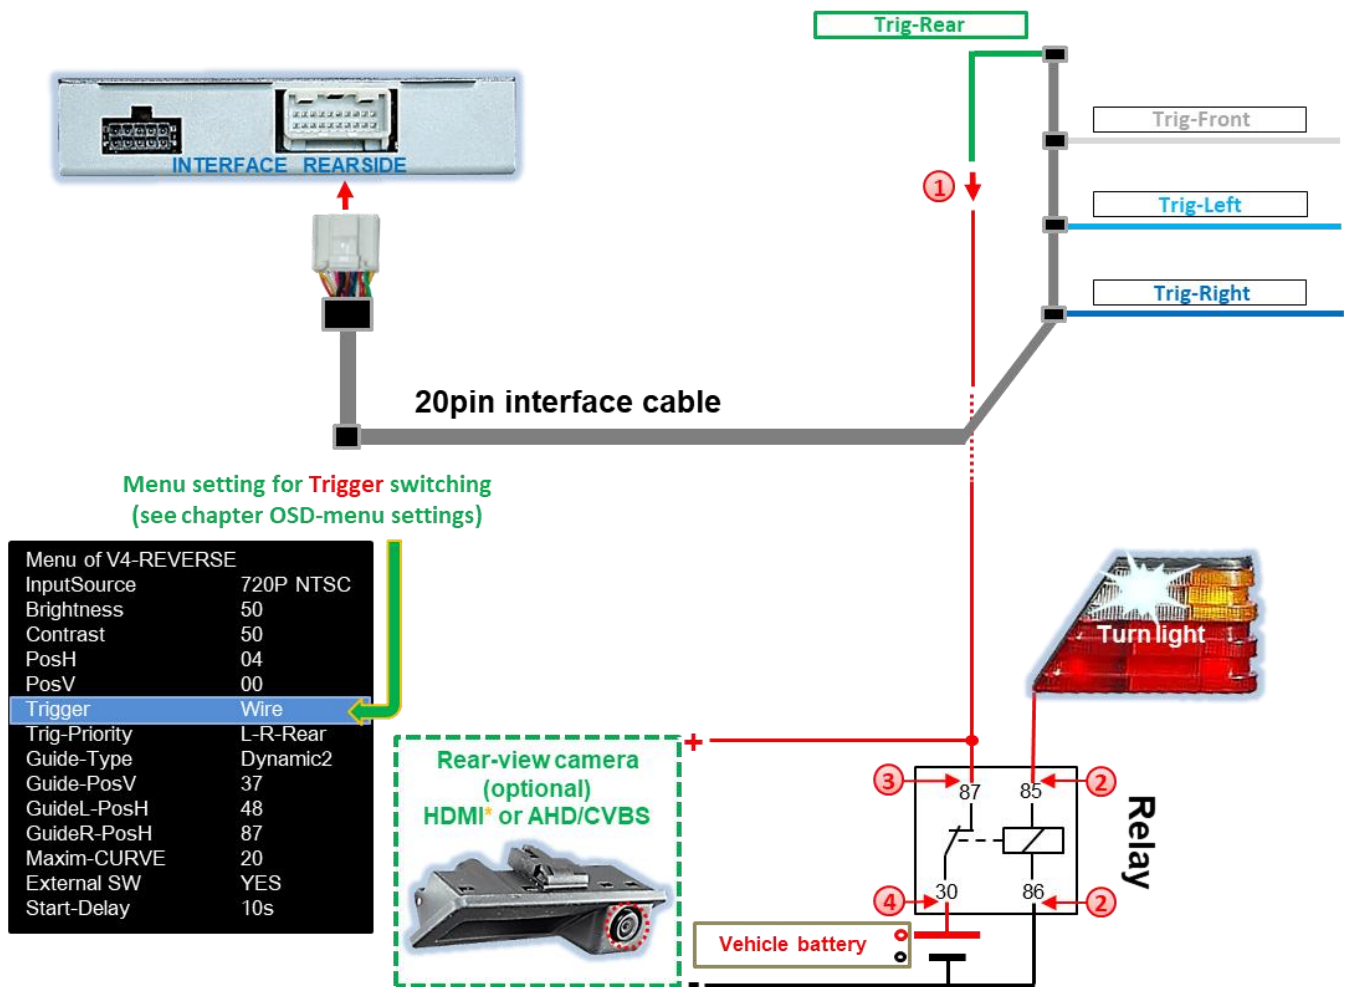 Trig-Rear
Trig-Front
INTERFACE REARSIDE
1
Trig-Left
Trig-Right
20pin interface cable
Menu setting for Trigger switching
(see chapter OSD-menu settings)
Menu of V4-REVERSE
InputSource 720P NTSC
Brightness 50
Contrast 50
PosH 04
PosV 00
Trigger Wire
Trig-Priority L-R-Rear
Guide-Type Dynamic2
Guide-PosV 37
GuideL-PosH 48
GuideR-PosH 87
Maxim-CURVE 20
External SW YES
Start-Delay 10s
Turn light
+
Rear-view camera
(optional)
HDMI* or AHD/CVBS
3 87 85 2
Relay
4 30 86 2
Vehicle battery
-